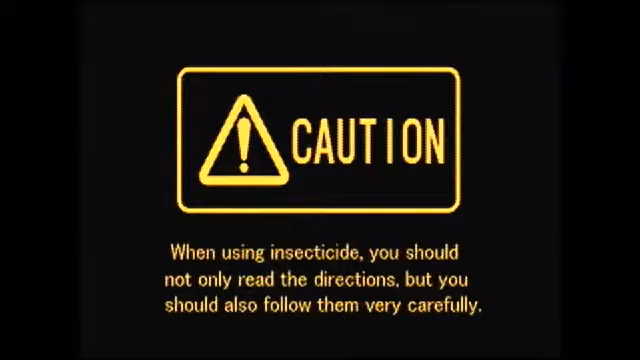 CAUTION
When using insecticide, you should
not only read the directions, but you
should also follow them very carefully.